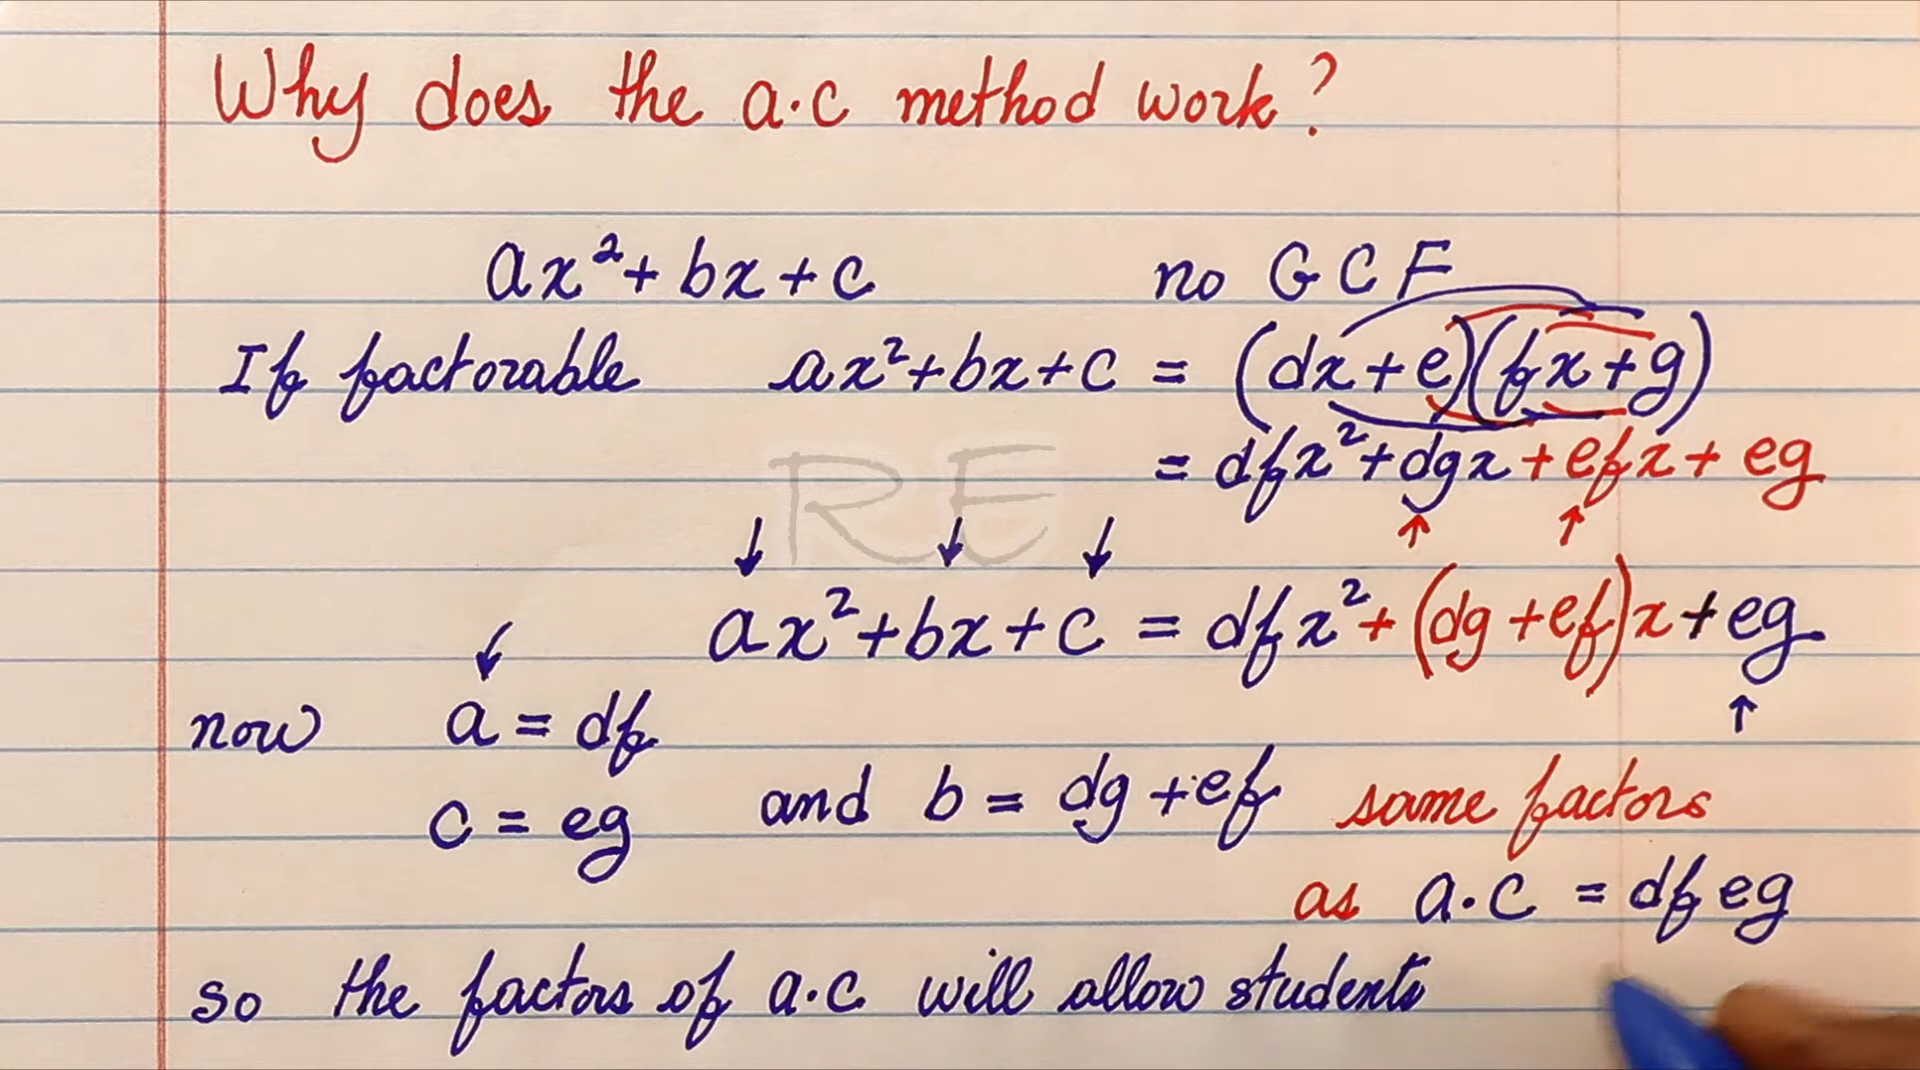 Why does the a·c method work?
ax²+bx+c no GCF
If factorable ax²+bx+c = (dx+e)(fx+g)
= dfx²+dgx+efx+eg
RE
ax²+bx+c = dfx²+(dg+ef)x+eg
now a = df
c = eg and b = dg+ef same factors
as a·c = dfeg
so the factors of a·c will allow students